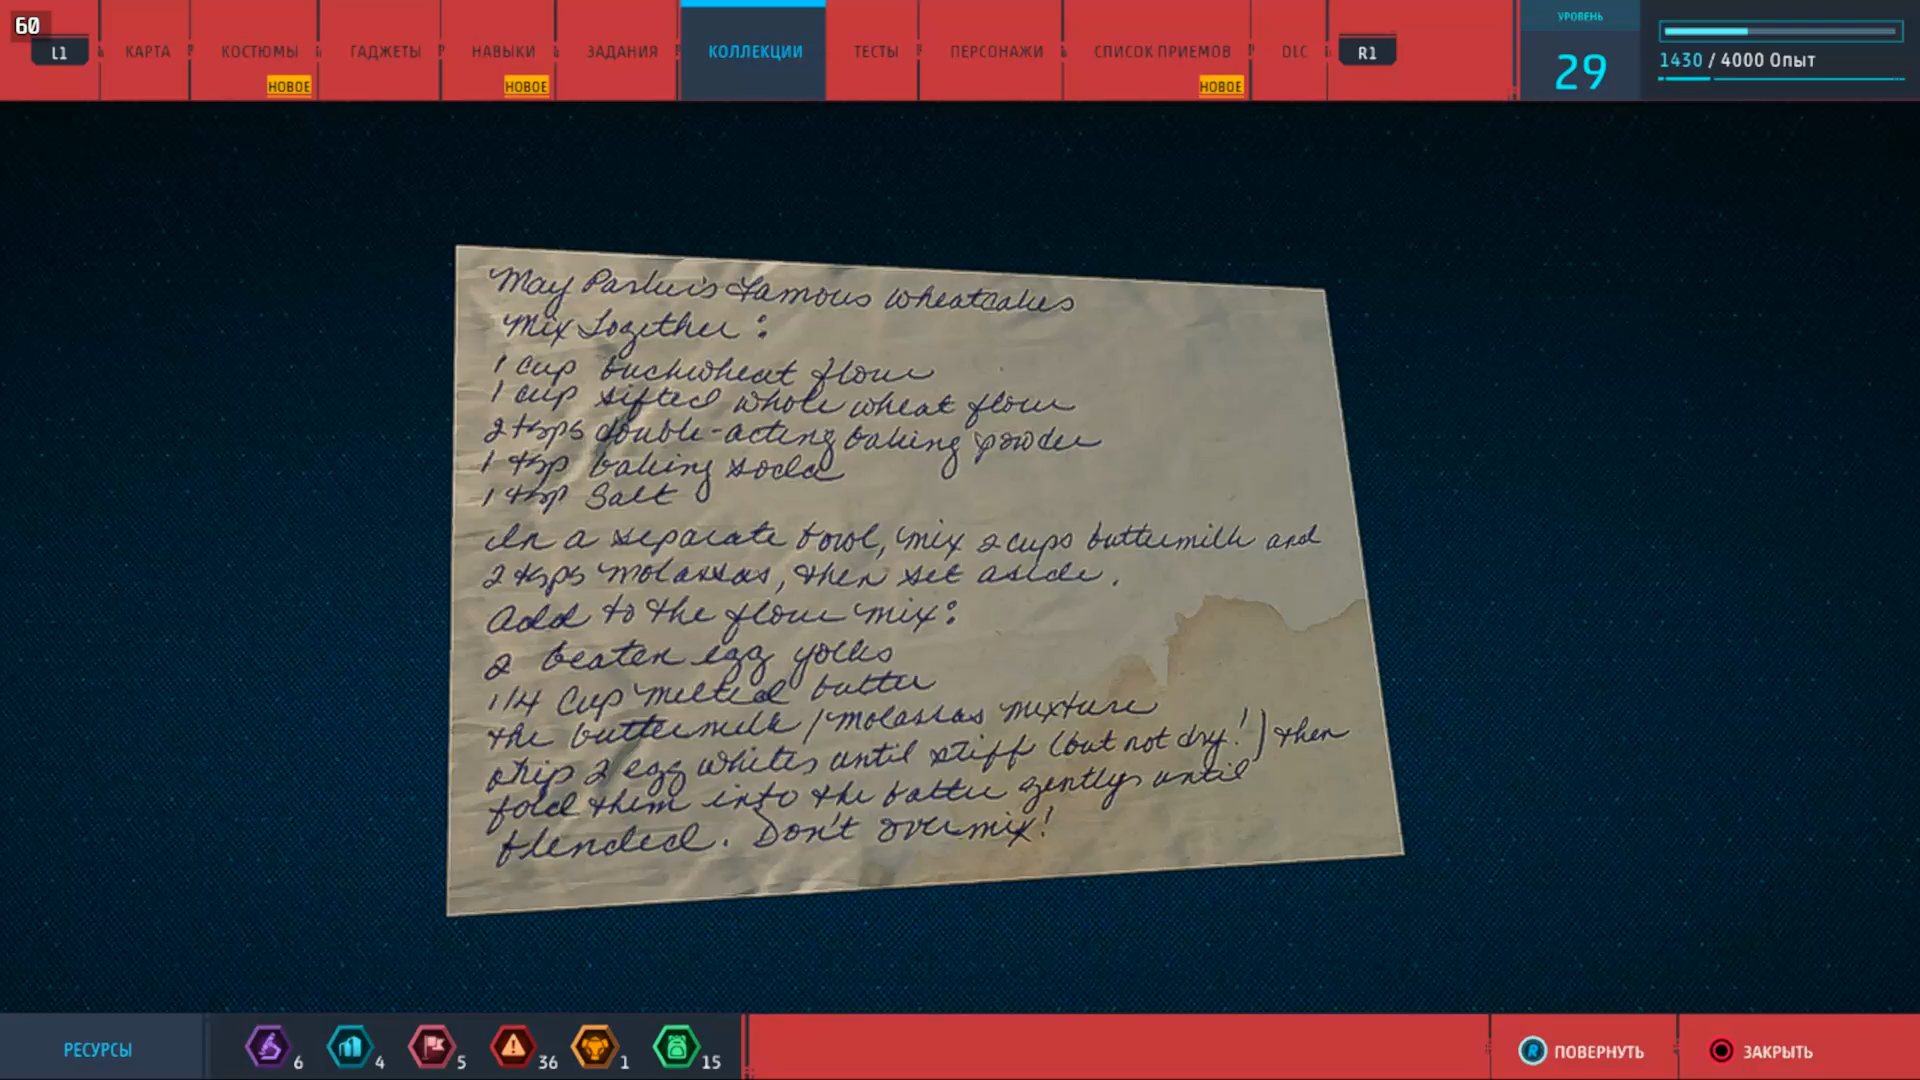 60
L1 КАРТА КОСТЮМЫ ГАДЖЕТЫ НАВЫКИ ЗАДАНИЯ КОЛЛЕКЦИИ ТЕСТЫ ПЕРСОНАЖИ СПИСОК ПРИЕМОВ DLC R1
НОВОЕ НОВОЕ НОВОЕ
УРОВЕНЬ
29
1430 / 4000 Опыт
May Parker's Famous Wheatcakes
Mix Together:
1 cup buckwheat flour
1 cup sifted whole wheat flour
2 tsps double-acting baking powder
1 tsp baking soda
1 tsp Salt
In a separate bowl, mix 2 cups buttermilk and
2 tsps molassas, then set aside.
Add to the flour mix:
2 beaten egg yolks
1/4 Cup melted butter
the buttermilk / molassas mixture
whip 2 egg whites until stiff (but not dry!) then
fold them into the batter gently until
blended. Don't overmix!
РЕСУРСЫ 6 4 5 36 1 15
R ПОВЕРНУТЬ ЗАКРЫТЬ